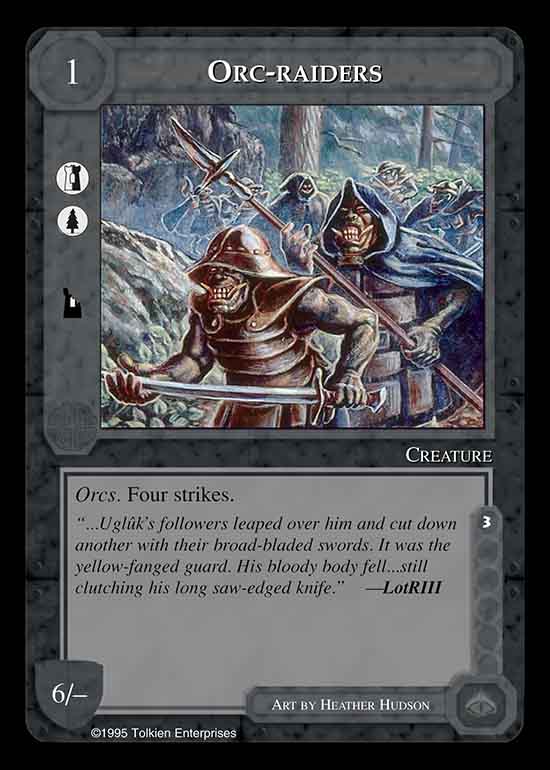 1
ORC-RAIDERS
CREATURE
Orcs. Four strikes.
“...Uglûk’s followers leaped over him and cut down
another with their broad-bladed swords. It was the
yellow-fanged guard. His bloody body fell...still
clutching his long saw-edged knife.” —LotRIII
3
6/–
ART BY HEATHER HUDSON
©1995 Tolkien Enterprises